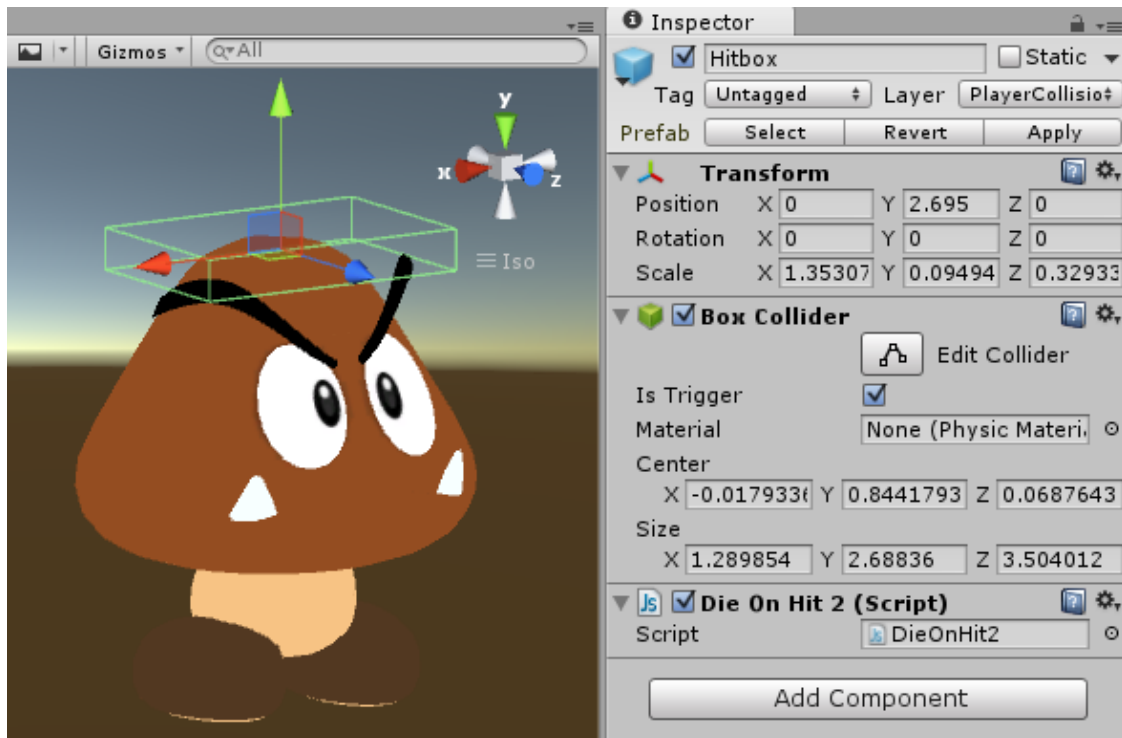 Inspector
Gizmos All
Hitbox Static
Tag Untagged Layer PlayerCollisio
Prefab Select Revert Apply
Transform
Position X 0 Y 2.695 Z 0
Rotation X 0 Y 0 Z 0
Scale X 1.35307 Y 0.09494 Z 0.32933
y
x
z
Iso
Box Collider
Edit Collider
Is Trigger
Material None (Physic Materi
Center
X -0.0179336 Y 0.8441793 Z 0.0687643
Size
X 1.289854 Y 2.68836 Z 3.504012
Js Die On Hit 2 (Script)
Script DieOnHit2
Add Component